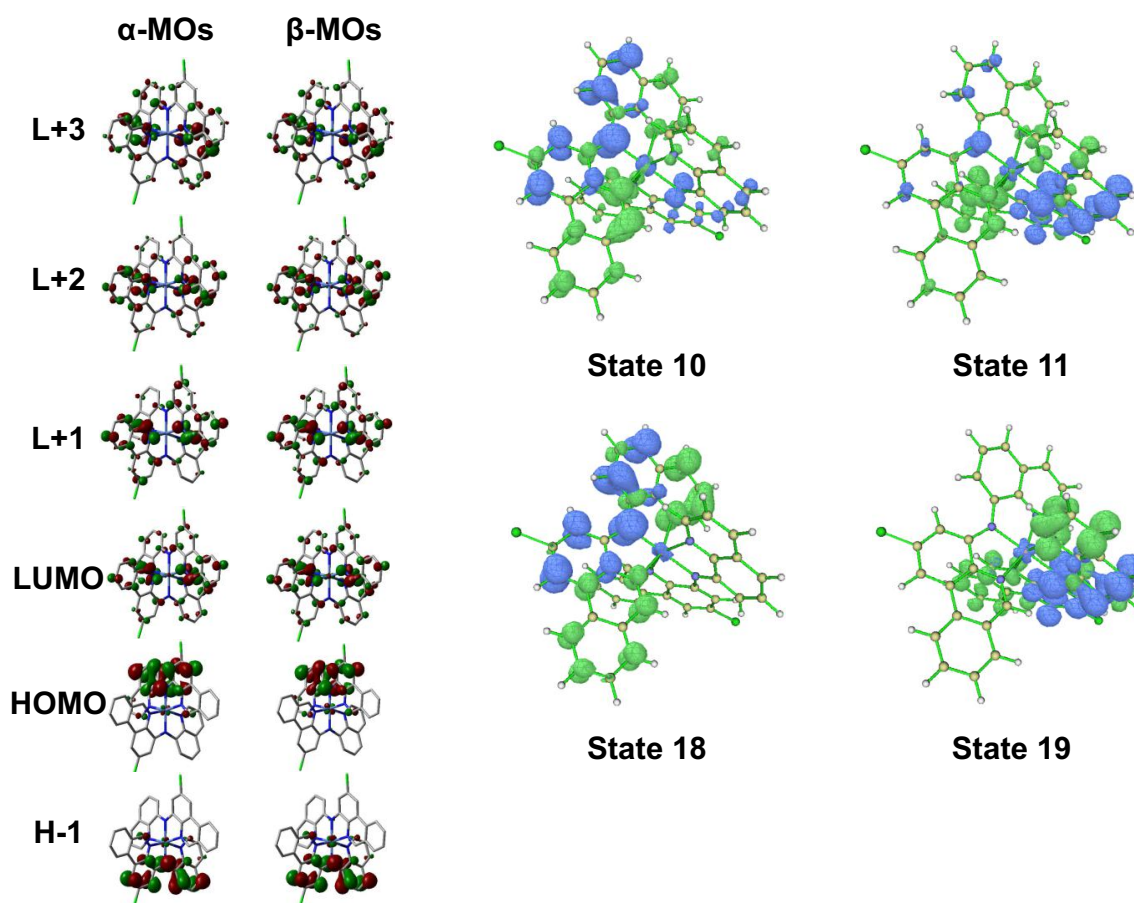 α-MOs β-MOs
L+3
L+2
L+1
LUMO
HOMO
H-1
State 10 State 11
State 18 State 19